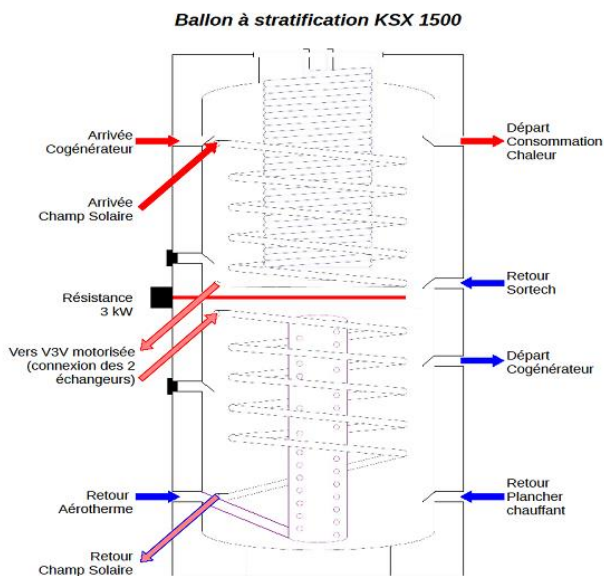 Ballon à stratification KSX 1500
Arrivée
Cogénérateur
Arrivée
Champ Solaire
Résistance
3 kW
Vers V3V motorisée
(connexion des 2
échangeurs)
Retour
Aérotherme
Retour
Champ Solaire
Départ
Consommation
Chaleur
Retour
Sortech
Départ
Cogénérateur
Retour
Plancher
chauffant